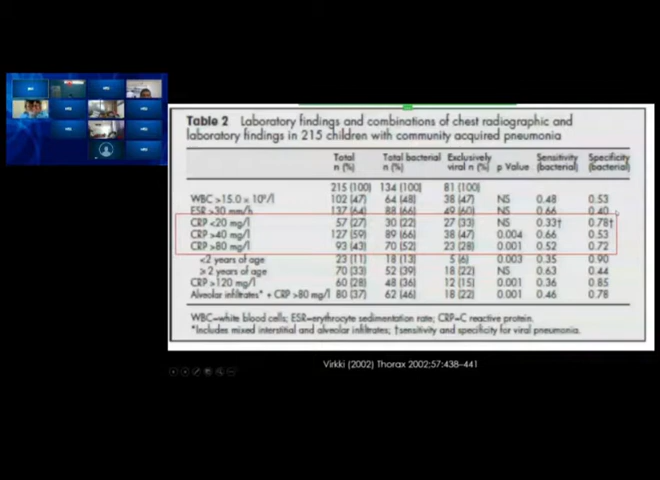 Table 2 Laboratory findings and combinations of chest radiographic and
laboratory findings in 215 children with community acquired pneumonia
Total n (%) Total bacterial n (%) Exclusively viral n (%) p Value Sensitivity (bacterial) Specificity (bacterial)
215 (100) 134 (100) 81 (100)
WBC >15.0 × 10⁹/l 102 (47) 64 (48) 38 (47) NS 0.48 0.53
ESR >30 mm/h 137 (64) 88 (66) 49 (60) NS 0.66 0.40
CRP <20 mg/l 57 (27) 30 (22) 27 (33) NS 0.33† 0.78†
CRP >40 mg/l 127 (59) 89 (66) 38 (47) 0.004 0.66 0.53
CRP >80 mg/l 93 (43) 70 (52) 23 (28) 0.001 0.52 0.72
<2 years of age 23 (11) 18 (13) 5 (6) 0.003 0.35 0.90
≥2 years of age 70 (33) 52 (39) 18 (22) NS 0.63 0.44
CRP >120 mg/l 60 (28) 48 (36) 12 (15) 0.001 0.36 0.85
Alveolar infiltrates* + CRP >80 mg/l 80 (37) 62 (46) 18 (22) 0.001 0.46 0.78
WBC=white blood cells; ESR=erythrocyte sedimentation rate; CRP=C reactive protein.
*Includes mixed interstitial and alveolar infiltrates; †sensitivity and specificity for viral pneumonia.
Virkki (2002) Thorax 2002;57:438–441